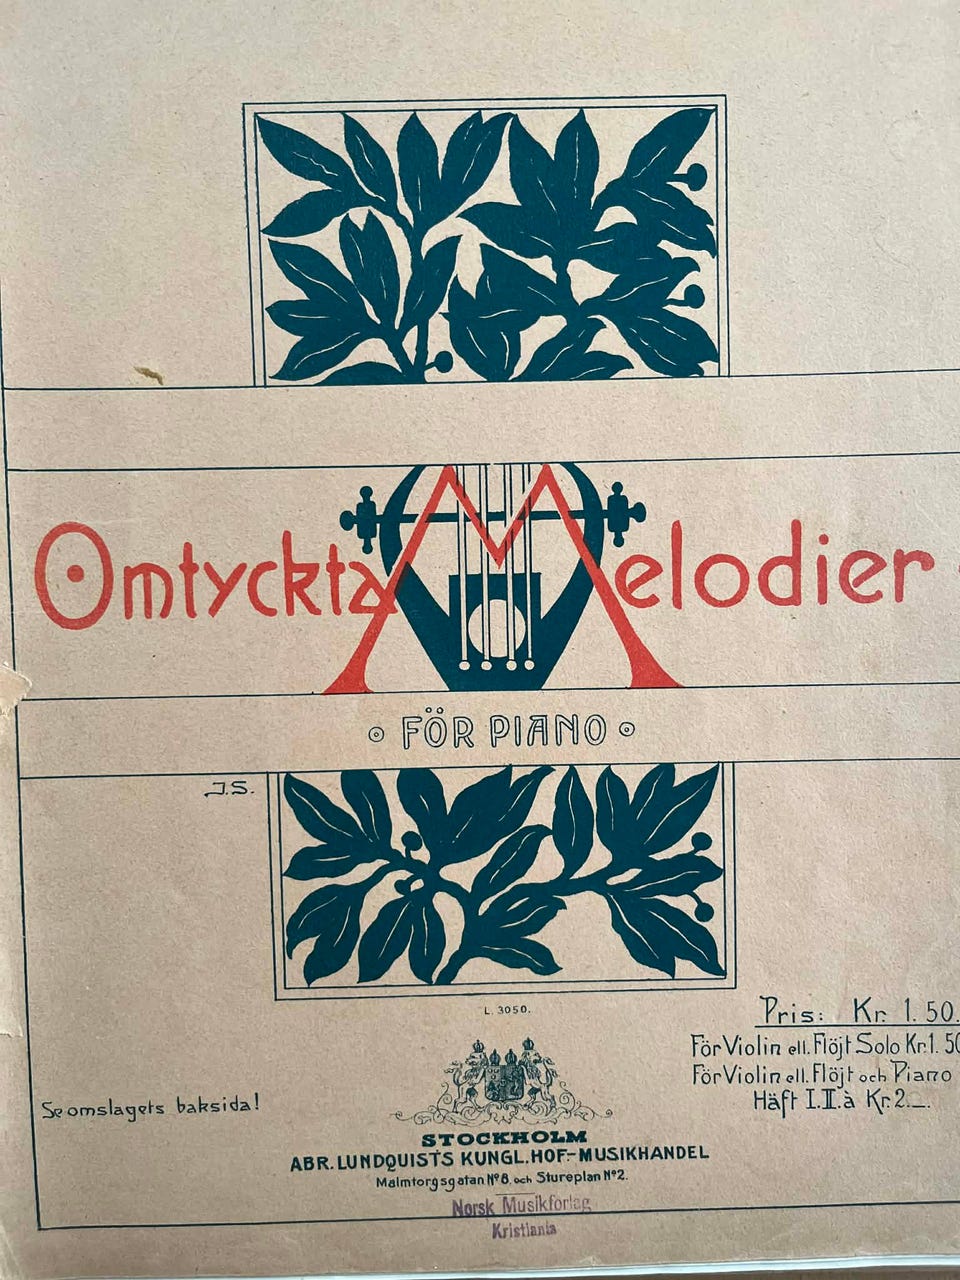 Omtyckta Melodier
FÖR PIANO
J.S.
L. 3050.
Pris: Kr. 1. 50.
För Violin ell. Flöjt Solo Kr. 1. 50
För Violin ell. Flöjt och Piano
Häft I. II. à Kr. 2._.
Se omslagets baksida!
STOCKHOLM
ABR. LUNDQUISTS KUNGL. HOF-MUSIKHANDEL
Malmtorgsgatan Nº 8. och Stureplan Nº 2.
Norsk Musikforlag
Kristiania